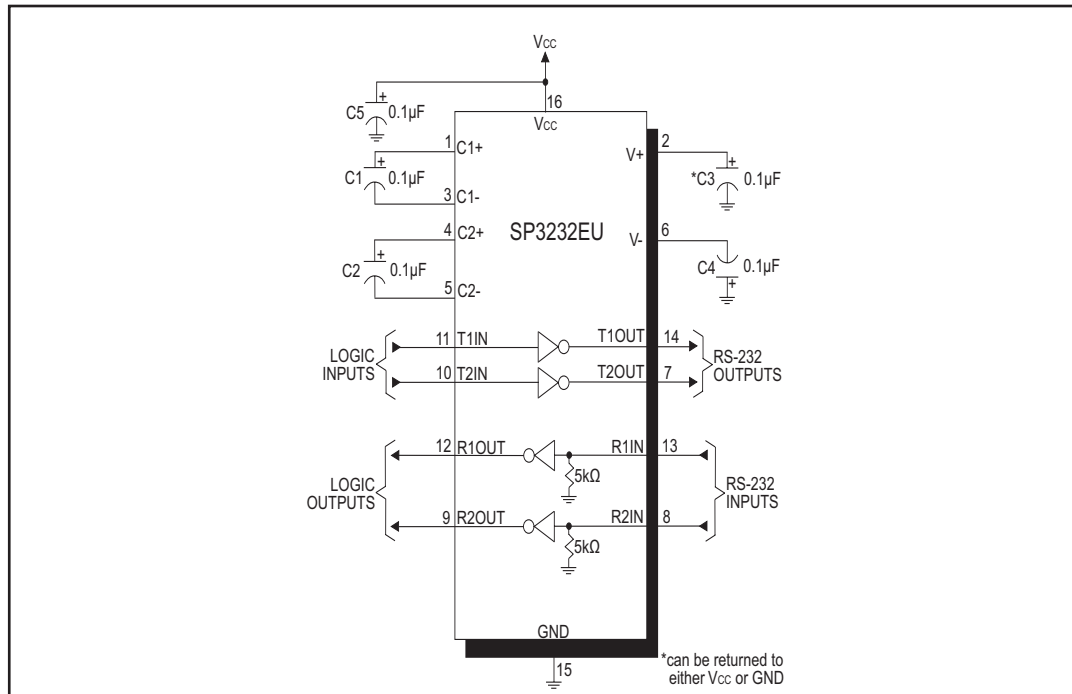 Vcc
C5
+
0.1µF
16
Vcc
1 C1+
C1
+
0.1µF
3 C1-
4 C2+
C2
+
0.1µF
5 C2-
SP3232EU
V+ 2
*C3
+
0.1µF
V- 6
C4
0.1µF
+
LOGIC
INPUTS
11 T1IN
T1OUT 14
10 T2IN
T2OUT 7
RS-232
OUTPUTS
LOGIC
OUTPUTS
12 R1OUT
R1IN 13
5kΩ
9 R2OUT
R2IN 8
5kΩ
RS-232
INPUTS
GND
15
*can be returned to
either Vcc or GND